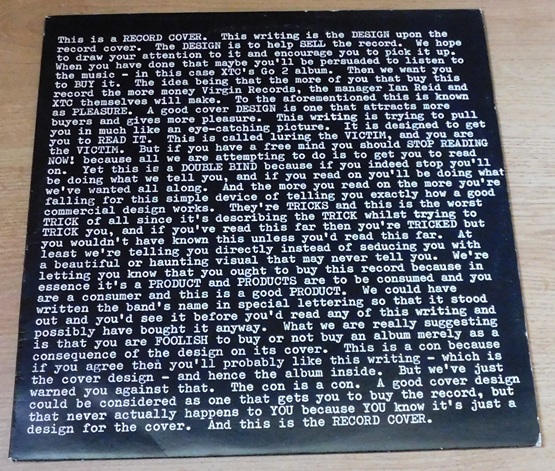 This is a RECORD COVER. This writing is the DESIGN upon the
record cover. The DESIGN is to help SELL the record. We hope
to draw your attention to it and encourage you to pick it up.
When you have done that maybe you'll be persuaded to listen to
the music - in this case XTC's Go 2 album. Then we want you
to BUY it. The idea being that the more of you that buy this
record the more money Virgin Records, the manager Ian Reid and
XTC themselves will make. To the aforementioned this is known
as PLEASURE. A good cover DESIGN is one that attracts more
buyers and gives more pleasure. This writing is trying to pull
you in much like an eye-catching picture. It is designed to get
you to READ IT. This is called luring the VICTIM, and you are
the VICTIM. But if you have a free mind you should STOP READING
NOW! because all we are attempting to do is to get you to read
on. Yet this is a DOUBLE BIND because if you indeed stop you'll
be doing what we tell you, and if you read on you'll be doing what
we've wanted all along. And the more you read on the more you're
falling for this simple device of telling you exactly how a good
commercial design works. They're TRICKS and this is the worst
TRICK of all since it's describing the TRICK whilst trying to
TRICK you, and if you've read this far then you're TRICKED but
you wouldn't have known this unless you'd read this far. At
least we're telling you directly instead of seducing you with
a beautiful or haunting visual that may never tell you. We're
letting you know that you ought to buy this record because in
essence it's a PRODUCT and PRODUCTS are to be consumed and you
are a consumer and this is a good PRODUCT. We could have
written the band's name in special lettering so that it stood
out and you'd see it before you'd read any of this writing and
possibly have bought it anyway. What we are really suggesting
is that you are FOOLISH to buy or not buy an album merely as a
consequence of the design on its cover. This is a con because
if you agree then you'll probably like this writing - which is
the cover design - and hence the album inside. But we've just
warned you against that. The con is a con. A good cover design
could be considered as one that gets you to buy the record, but
that never actually happens to YOU because YOU know it's just a
design for the cover. And this is the RECORD COVER.